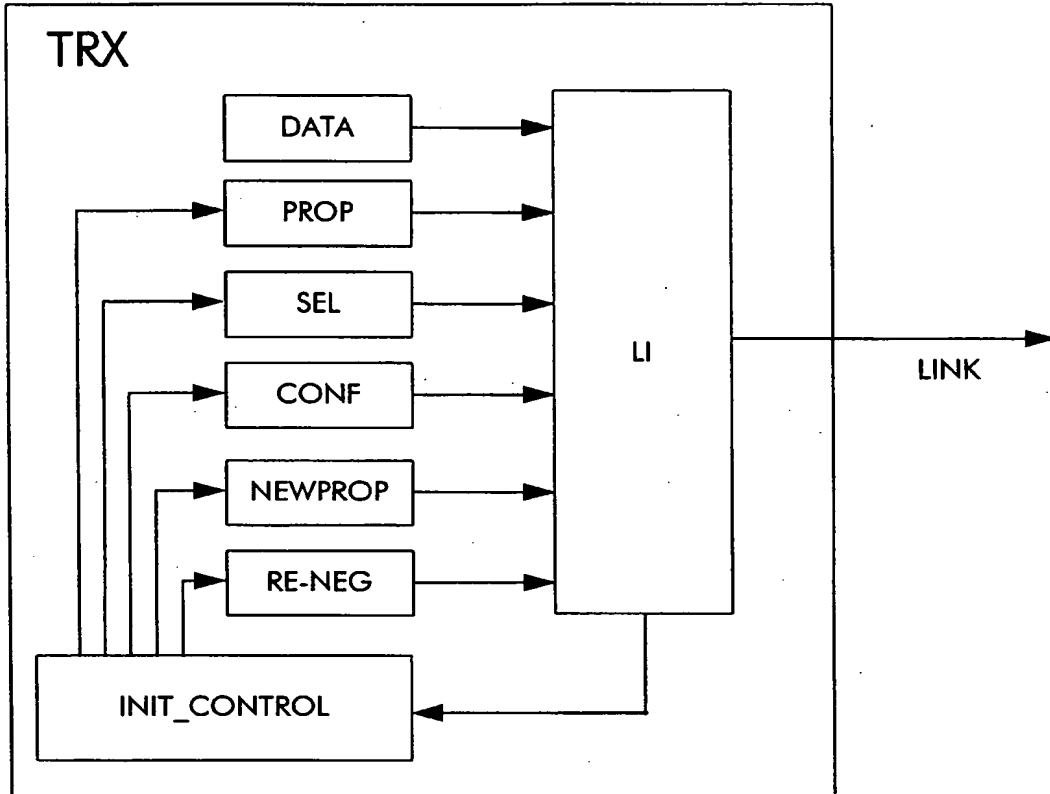 TRX
DATA
PROP
SEL
CONF
NEWPROP
RE-NEG
LI
LINK
INIT_CONTROL